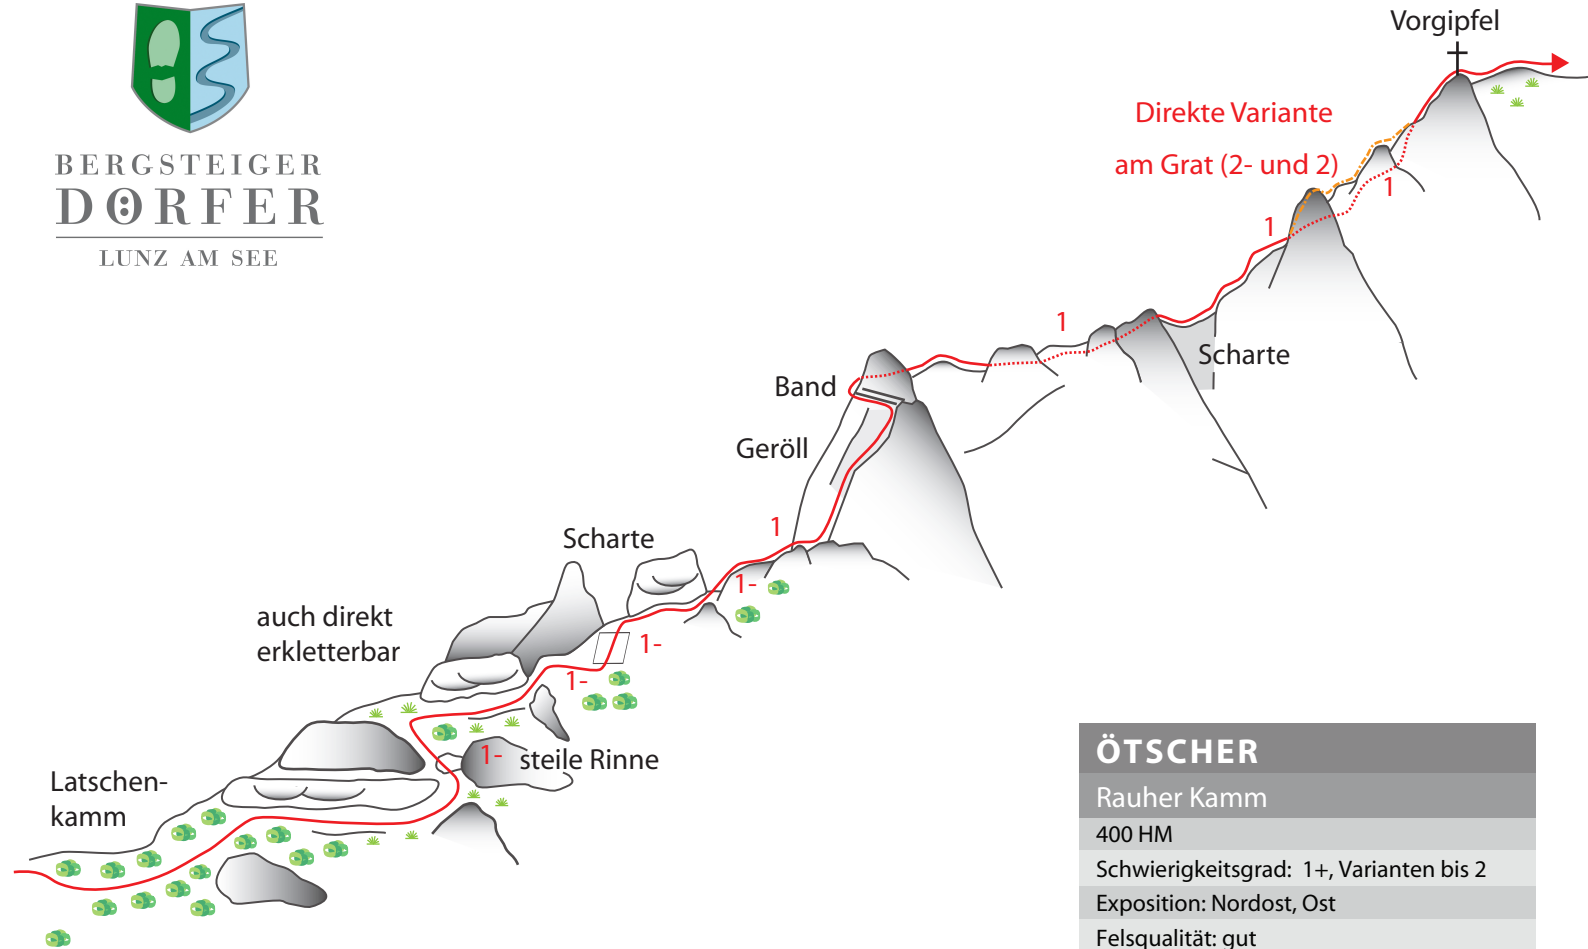 BERGSTEIGER
DÖRFER
LUNZ AM SEE
Vorgipfel
Direkte Variante
am Grat (2- und 2)
1
1
1
Scharte
Band
Geröll
1
Scharte
1-
auch direkt
erkletterbar
1-
1-
1-
steile Rinne
Latschen-
kamm
ÖTSCHER
Rauher Kamm
400 HM
Schwierigkeitsgrad: 1+, Varianten bis 2
Exposition: Nordost, Ost
Felsqualität: gut